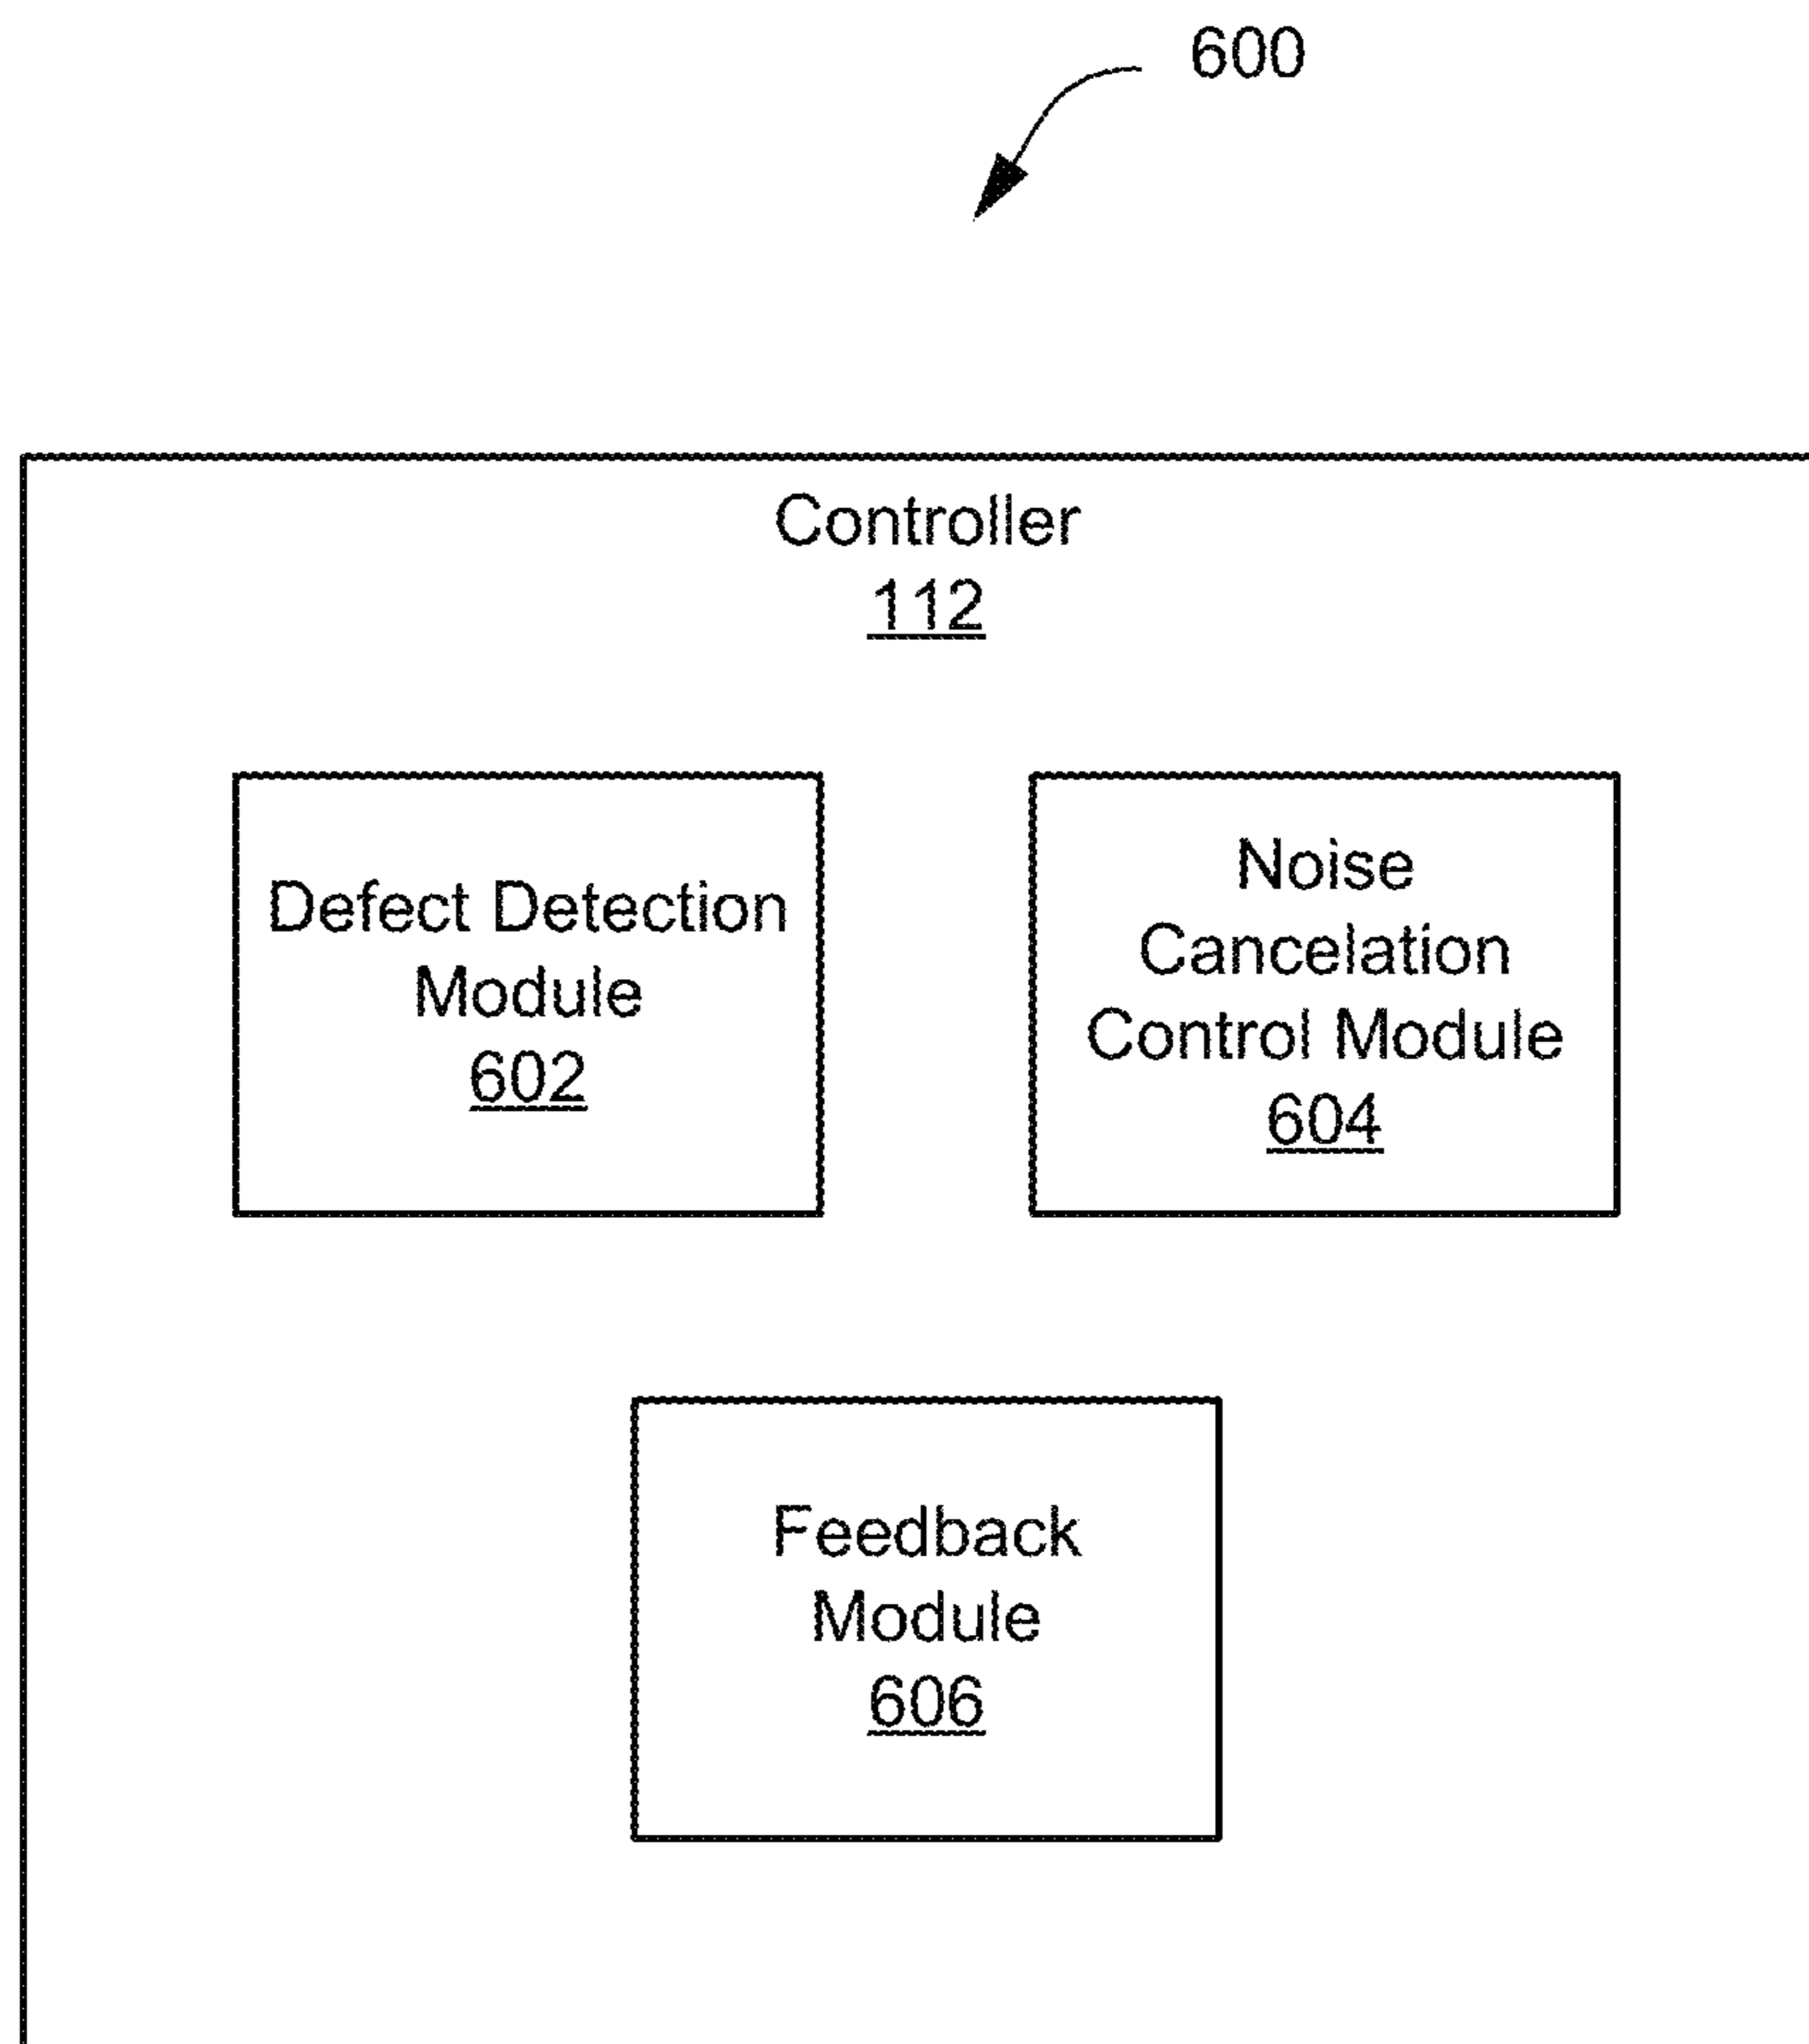 600
Controller
112
Defect Detection
Module
602
Noise
Cancelation
Control Module
604
Feedback
Module
606